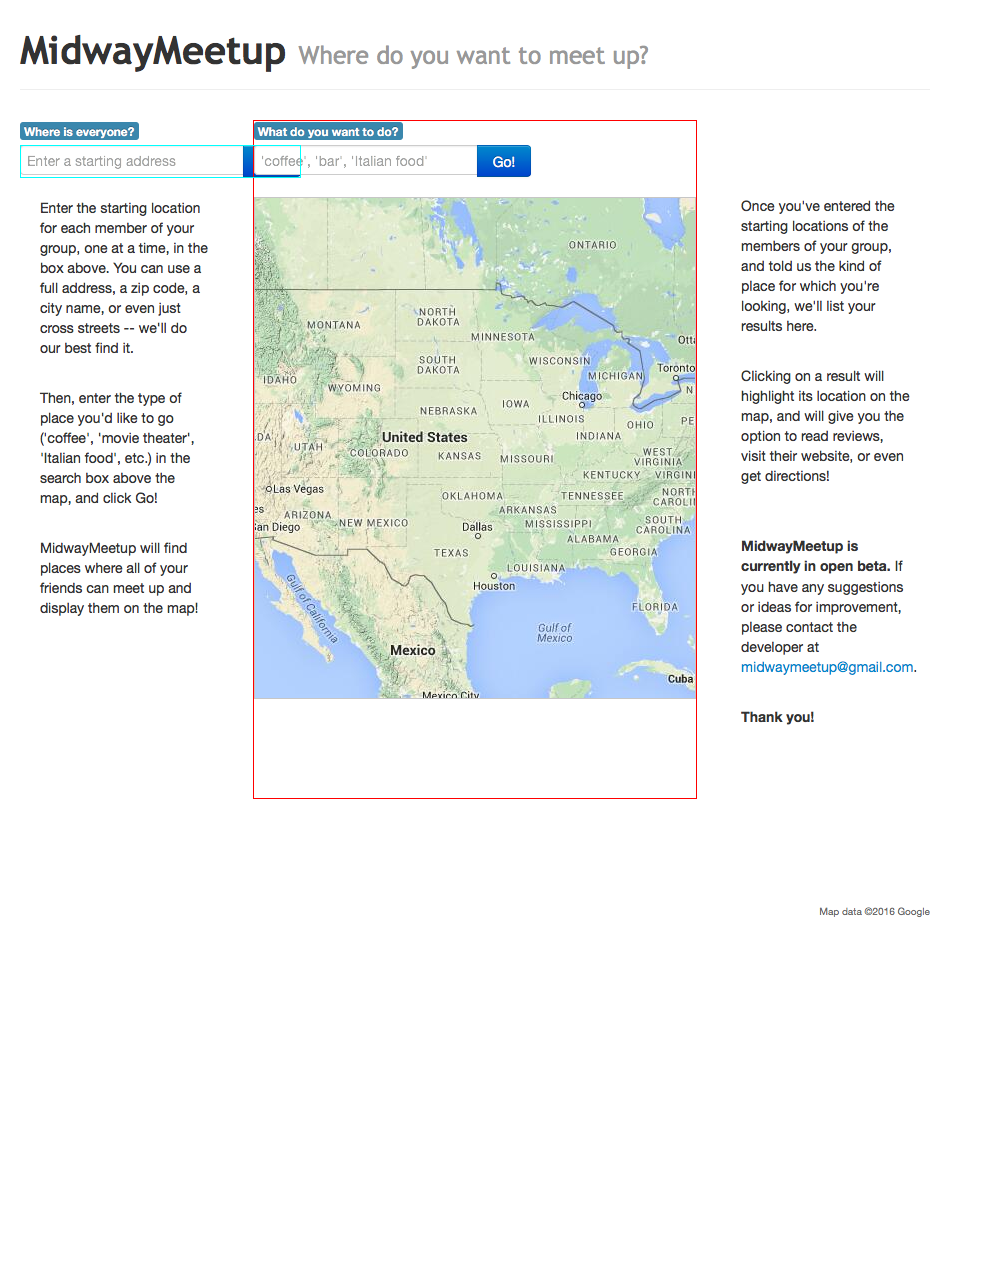 MidwayMeetup Where do you want to meet up?
Where is everyone?
Enter a starting address
What do you want to do?
'coffee', 'bar', 'Italian food'
Go!
Enter the starting location
for each member of your
group, one at a time, in the
box above. You can use a
full address, a zip code, a
city name, or even just
cross streets -- we'll do
our best find it.
Then, enter the type of
place you'd like to go
('coffee', 'movie theater',
'Italian food', etc.) in the
search box above the
map, and click Go!
MidwayMeetup will find
places where all of your
friends can meet up and
display them on the map!
ONTARIO
NORTH
DAKOTA
MONTANA
MINNESOTA
Otta
SOUTH
DAKOTA
WISCONSIN
MICHIGAN
Toronto
IDAHO
WYOMING
Chicago
N
NEBRASKA
IOWA
ILLINOIS
OHIO
PE
INDIANA
DA
United States
UTAH
COLORADO
KANSAS
MISSOURI
WEST
VIRGINIA
KENTUCKY
VIRGINI
Las Vegas
OKLAHOMA
TENNESSEE
NORTH
CAROLI
es
ARIZONA
ARKANSAS
San Diego
NEW MEXICO
Dallas
MISSISSIPPI
SOUTH
CAROLINA
ALABAMA
TEXAS
GEORGIA
LOUISIANA
Houston
Gulf of California
FLORIDA
Gulf of
Mexico
Mexico
Cuba
Mexico City
Once you've entered the
starting locations of the
members of your group,
and told us the kind of
place for which you're
looking, we'll list your
results here.
Clicking on a result will
highlight its location on the
map, and will give you the
option to read reviews,
visit their website, or even
get directions!
MidwayMeetup is
currently in open beta. If
you have any suggestions
or ideas for improvement,
please contact the
developer at
midwaymeetup@gmail.com.
Thank you!
Map data ©2016 Google